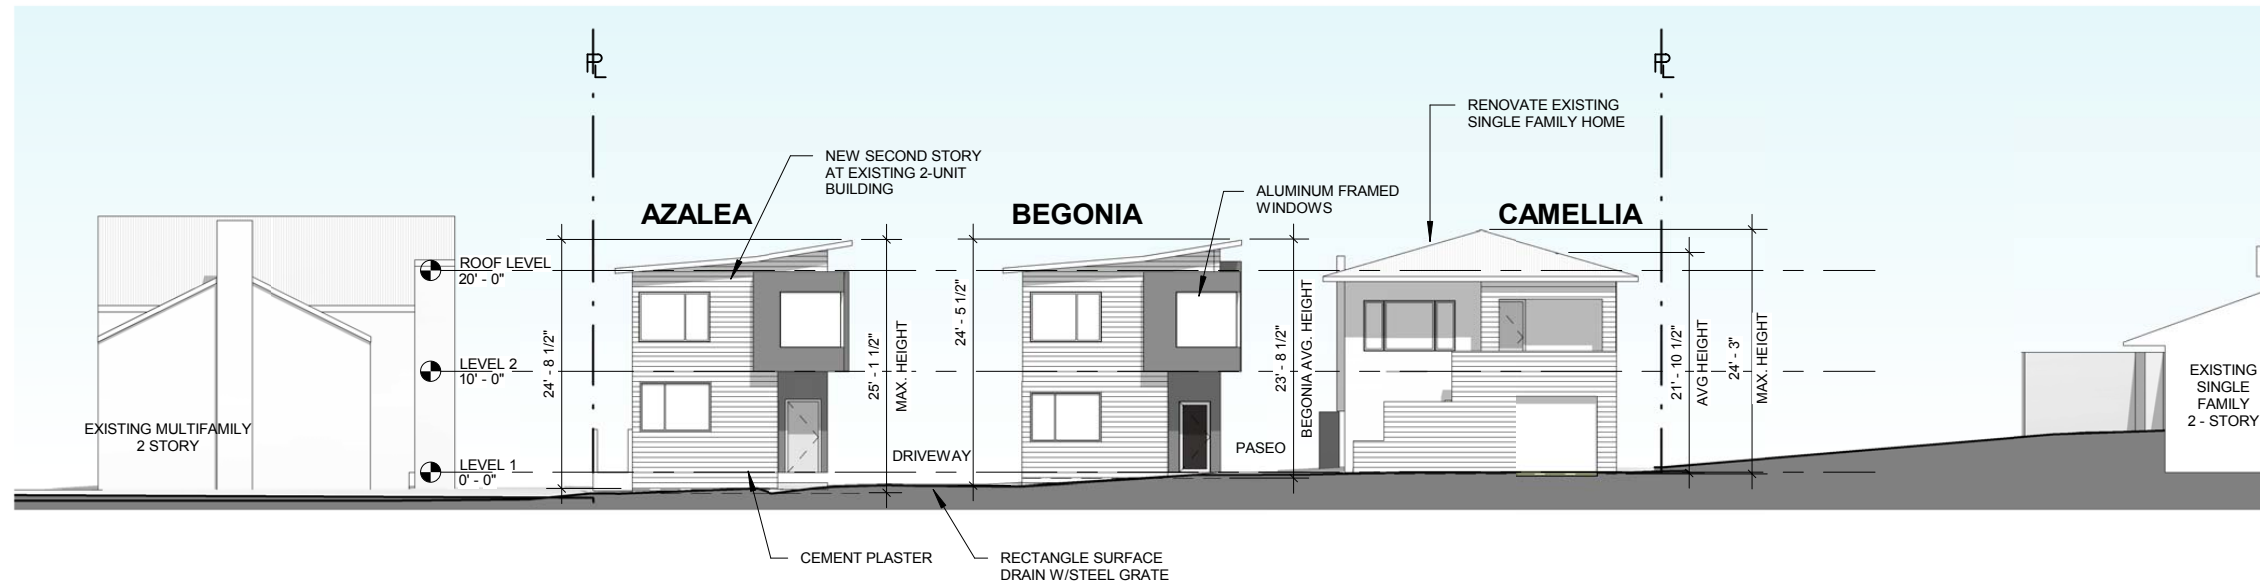 PL
PL
RENOVATE EXISTING
SINGLE FAMILY HOME
NEW SECOND STORY
AT EXISTING 2-UNIT
BUILDING
ALUMINUM FRAMED
WINDOWS
AZALEA
BEGONIA
CAMELLIA
ROOF LEVEL
20' - 0"
LEVEL 2
10' - 0"
LEVEL 1
0' - 0"
24' - 8 1/2"
25' - 1 1/2"
MAX. HEIGHT
24' - 5 1/2"
23' - 8 1/2"
BEGONIA AVG. HEIGHT
21' - 10 1/2"
AVG HEIGHT
24' - 3"
MAX. HEIGHT
EXISTING MULTIFAMILY
2 STORY
DRIVEWAY
PASEO
EXISTING
SINGLE
FAMILY
2 - STORY
CEMENT PLASTER
RECTANGLE SURFACE
DRAIN W/STEEL GRATE